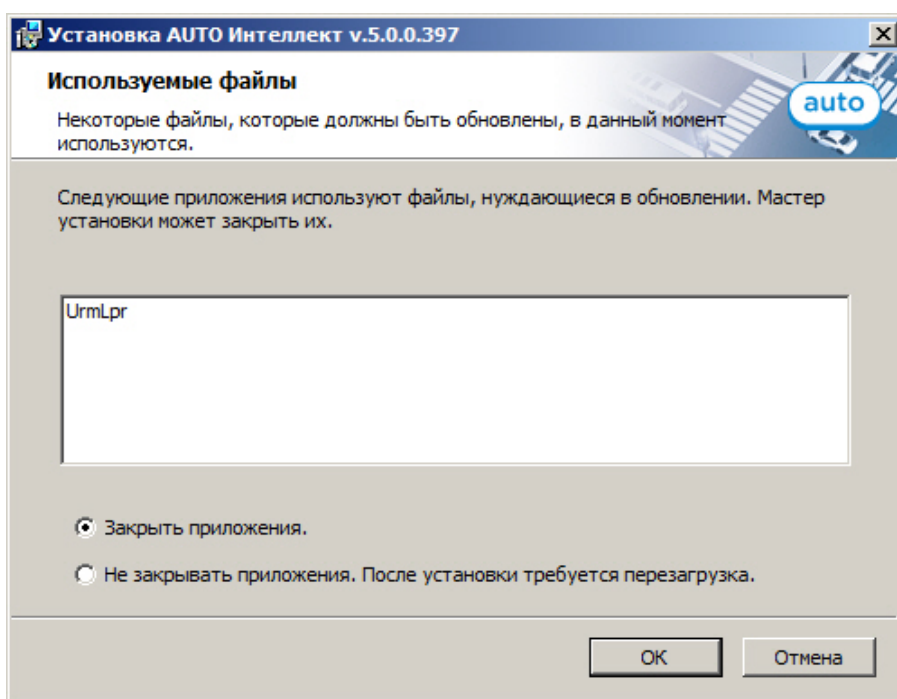 Установка AUTO Интеллект v.5.0.0.397
Используемые файлы
Некоторые файлы, которые должны быть обновлены, в данный момент
используются.
auto
Следующие приложения используют файлы, нуждающиеся в обновлении. Мастер
установки может закрыть их.
UrmLpr
Закрыть приложения.
Не закрывать приложения. После установки требуется перезагрузка.
OK
Отмена